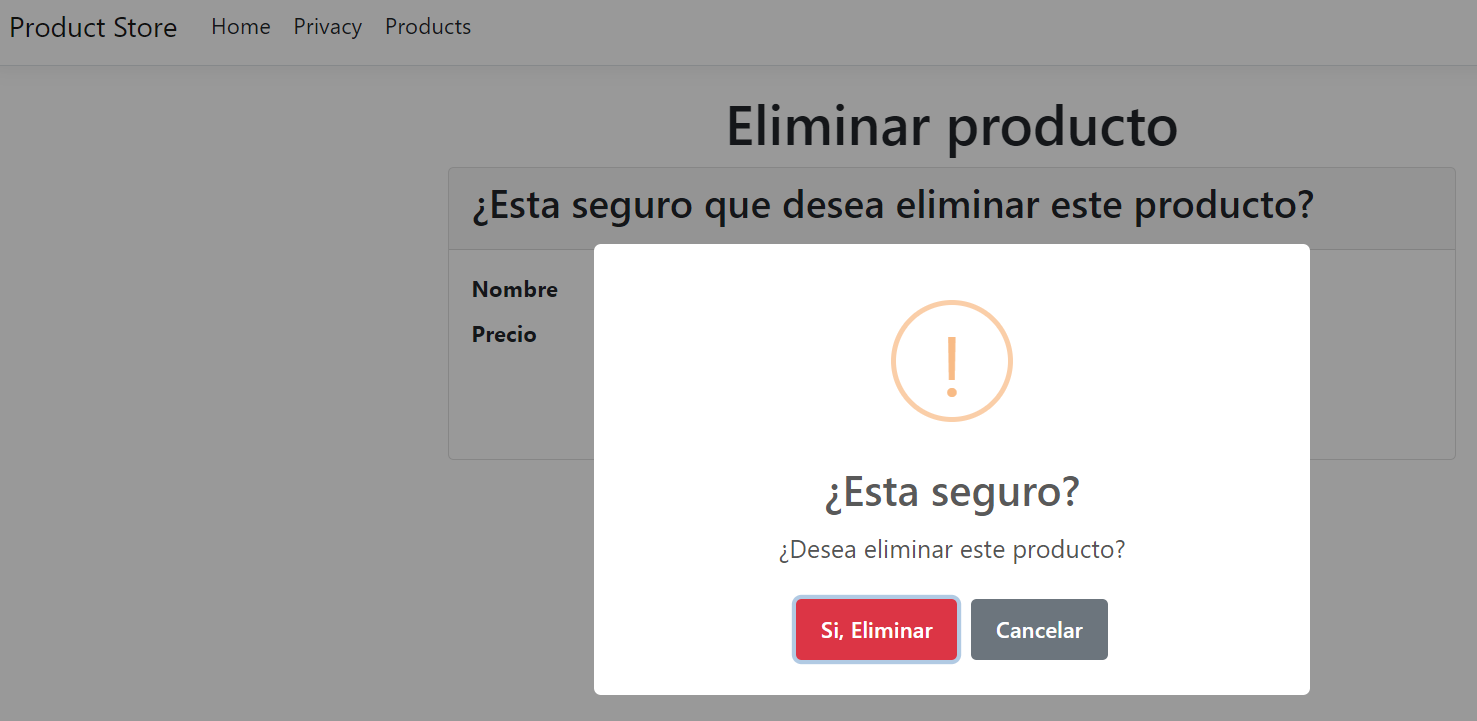 Product Store Home Privacy Products
Eliminar producto
¿Esta seguro que desea eliminar este producto?
Nombre
Precio
!
¿Esta seguro?
¿Desea eliminar este producto?
Si, Eliminar Cancelar